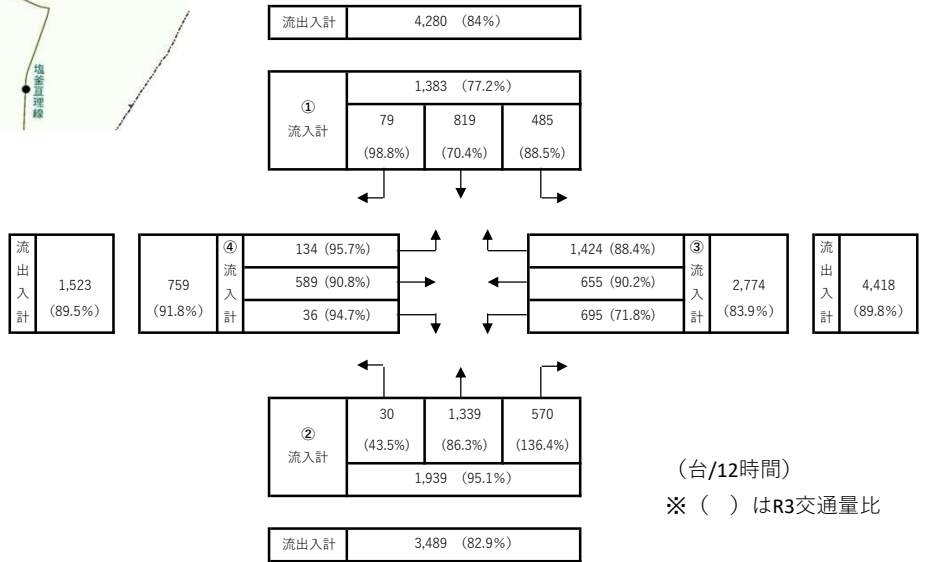 流出入計 4,280 (84%)
塩釜亘理線
① 流入計
1,383 (77.2%)
79 819 485
(98.8%) (70.4%) (88.5%)
流出入計
1,523
(89.5%)
759
(91.8%)
④流入計
134 (95.7%)
589 (90.8%)
36 (94.7%)
1,424 (88.4%)
655 (90.2%)
695 (71.8%)
③流入計
2,774
(83.9%)
流出入計
4,418
(89.8%)
② 流入計
30 1,339 570
(43.5%) (86.3%) (136.4%)
1,939 (95.1%)
(台/12時間)
※( )はR3交通量比
流出入計 3,489 (82.9%)